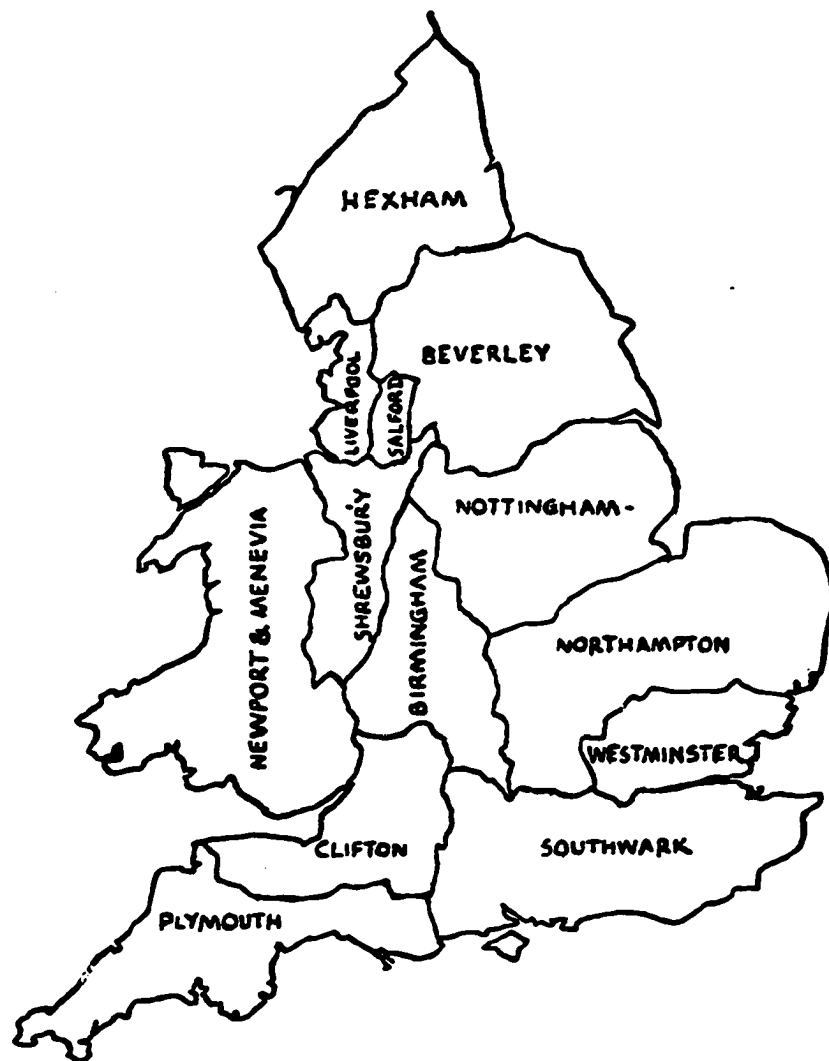 HEXHAM
BEVERLEY
LIVERPOOL
SALFORD
NOTTINGHAM-
SHREWSBURY
NEWPORT & MENEVIA
BIRMINGHAM
NORTHAMPTON
WESTMINSTER
CLIFTON
SOUTHWARK
PLYMOUTH